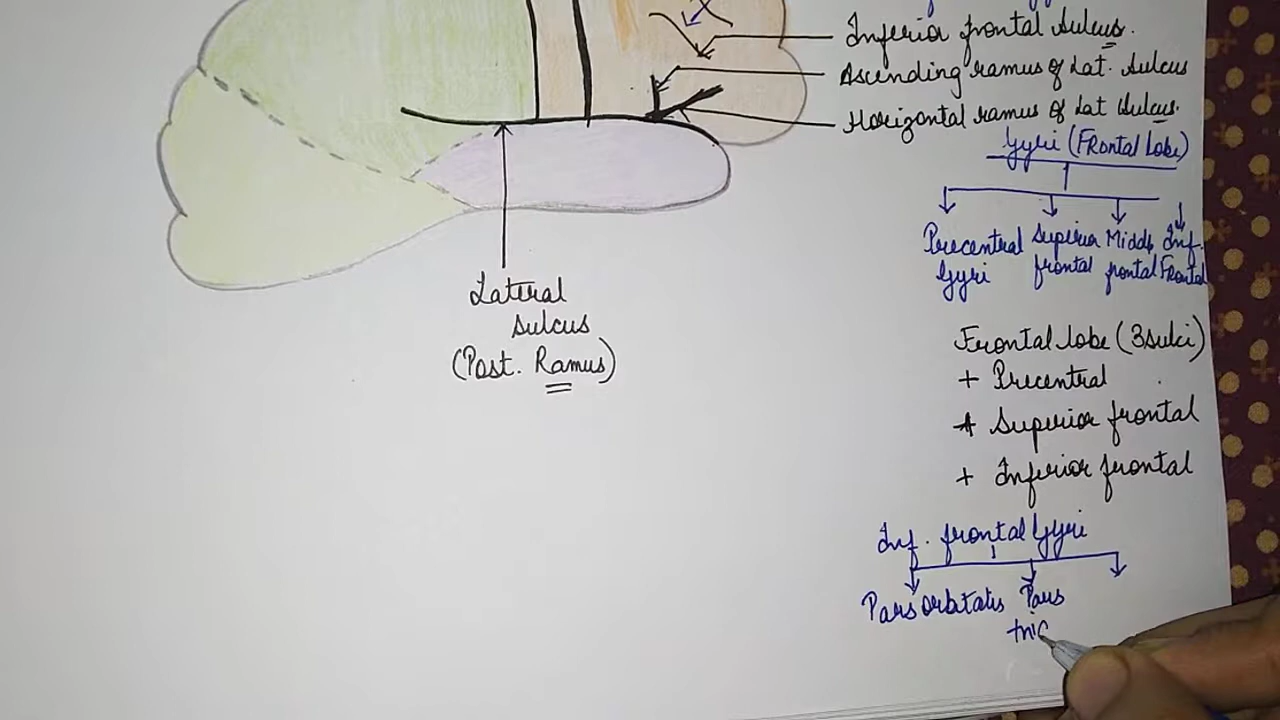 Inferior frontal sulcus.
Ascending ramus of Lat. sulcus
Horizontal ramus of Lat sulcus.
Gyri (Frontal Lobe)
Precentral Gyri
Superior frontal
Middle frontal
Inf. Frontal
Lateral
sulcus
(Post. Ramus)
Frontal lobe (3 sulci)
+ Precentral
+ Superior frontal
+ Inferior frontal
Inf. frontal Gyri
Pars orbitalis
Pars
tria